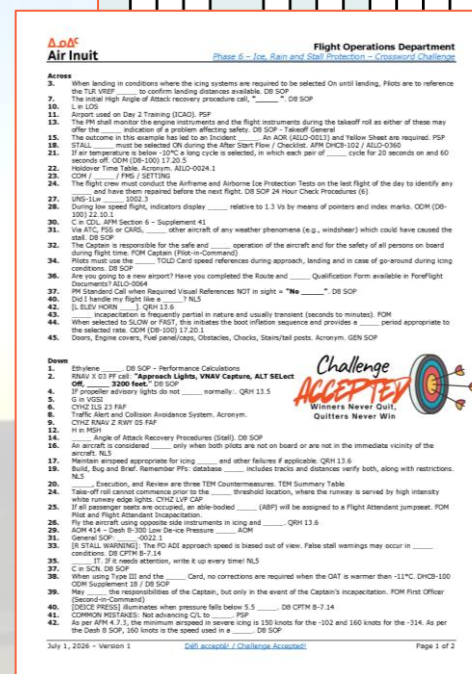 ᐃᓄᐃᑦ
Air Inuit
Flight Operations Department
Phase 6 – Ice, Rain and Stall Protection – Crossword Challenge
Across
3. When landing in conditions where the icing systems are required to be selected On until landing, Pilots are to reference
the TLR VREF _____ to confirm landing distances available. D8 SOP
7. The initial High Angle of Attack recovery procedure call, "_____". D8 SOP
10. L in LOS
11. Airport used on Day 2 Training (ICAO). PSP
13. The PM shall monitor the engine instruments and the flight instruments during the takeoff roll as either of these may
offer the _____ indication of a problem affecting safety. D8 SOP - Takeoff General
15. The outcome in this example has led to an Incident _____. An AOR (AILO-0013) and Yellow Sheet are required. PSP
18. STALL _____ must be selected ON during the After Start Flow / Checklist. AFM DHC8-102 / AILO-0360
21. If air temperature is below -10°C a long cycle is selected, in which each pair of _____ cycle for 20 seconds on and 60
seconds off. ODM (D8-100) 17.20.5
22. Holdover Time Table. Acronym. AILO-0024.1
23. COM / _____ / FMS / SETTING
24. The flight crew must conduct the Airframe and Airborne Ice Protection Tests on the last flight of the day to identify any
_____ and have them repaired before the next flight. D8 SOP 24 Hour Check Procedures (6)
27. UNS-1Lw _____ 1002.3
28. During low speed flight, indicators display _____ relative to 1.3 Vs by means of pointers and index marks. ODM (D8-
100) 22.10.1
30. C in CDL. AFM Section 6 – Supplement 41
31. Via ATC, FSS or CARS, _____ other aircraft of any weather phenomena (e.g., windshear) which could have caused the
stall. D8 SOP
32. The Captain is responsible for the safe and _____ operation of the aircraft and for the safety of all persons on board
during flight time. FOM Captain (Pilot-in-Command)
34. Pilots must use the _____ TOLD Card speed references during approach, landing and in case of go-around during icing
conditions. D8 SOP
36. Are you going to a new airport? Have you completed the Route and _____ Qualification Form available in ForeFlight
Documents? AILO-0064
37. PM Standard Call when Required Visual References NOT in sight = "No _____". D8 SOP
40. Did I handle my flight like a _____? NLS
42. [L ELEV HORN _____]. QRH 13.6
43. _____ incapacitation is frequently partial in nature and usually transient (seconds to minutes). FOM
44. When selected to SLOW or FAST, this initiates the boot inflation sequence and provides a _____ period appropriate to
the selected rate. ODM (D8-100) 17.20.1
45. Doors, Engine covers, Fuel panel/caps, Obstacles, Chocks, Stairs/tail posts. Acronym. GEN SOP
Down
1. Ethylene _____. D8 SOP – Performance Calculations
2. RNAV X 03 PF call: "Approach Lights, VNAV Capture, ALT SELect
Off, _____ 3200 feet." D8 SOP
4. If propeller advisory lights do not _____ normally:. QRH 13.5
5. G in VGSI
6. CYHZ ILS 23 FAF
8. Traffic Alert and Collision Avoidance System. Acronym.
9. CYHZ RNAV Z RWY 05 FAF
12. H in MSH
14. _____ Angle of Attack Recovery Procedures (Stall). D8 SOP
16. An aircraft is considered _____ only when both pilots are not on board or are not in the immediate vicinity of the
aircraft. NLS
17. Maintain airspeed appropriate for icing _____ and other failures if applicable. QRH 13.6
19. Build, Bug and Brief. Remember PFs: database _____ includes tracks and distances verify both, along with restrictions.
NLS
20. _____, Execution, and Review are three TEM Countermeasures. TEM Summary Table
24. Take-off roll cannot commence prior to the _____ threshold location, where the runway is served by high intensity
white runway edge lights. CYHZ LVP CAP
25. If all passenger seats are occupied, an able-bodied _____ (ABP) will be assigned to a Flight Attendant jumpseat. FOM
Pilot and Flight Attendant Incapacitation.
26. Fly the aircraft using opposite side instruments in icing and _____. QRH 13.6
29. AOM 414 – Dash 8-300 Low De-ice Pressure _____ AOM
31. General SOP: _____-0022.1
33. [R STALL WARNING]: The PO ADI approach speed is biased out of view. False stall warnings may occur in _____
conditions. D8 CPTM 8-7.14
35. _____ IT. If it needs attention, write it up every time! NLS
37. C in SCN. D8 SOP
38. When using Type III and the _____ Card, no corrections are required when the OAT is warmer than -11°C. DHC8-100
ODM Supplement 18 / D8 SOP
39. May _____ the responsibilities of the Captain, but only in the event of the Captain's incapacitation. FOM First Officer
(Second-in-Command)
40. [DEICE PRESS] illuminates when pressure falls below 5.5 _____. D8 CPTM 8-7.14
41. COMMON MISTAKES: Not advancing C/L to _____. PSP
42. As per AFM 4.7.3, the minimum airspeed in severe icing is 150 knots for the -102 and 160 knots for the -314. As per
the Dash 8 SOP, 160 knots is the speed used in a _____. D8 SOP
Challenge
ACCEPTED
Winners Never Quit,
Quitters Never Win
July 1, 2026 – Version 1
Défi accepté! / Challenge Accepted!
Page 1 of 2